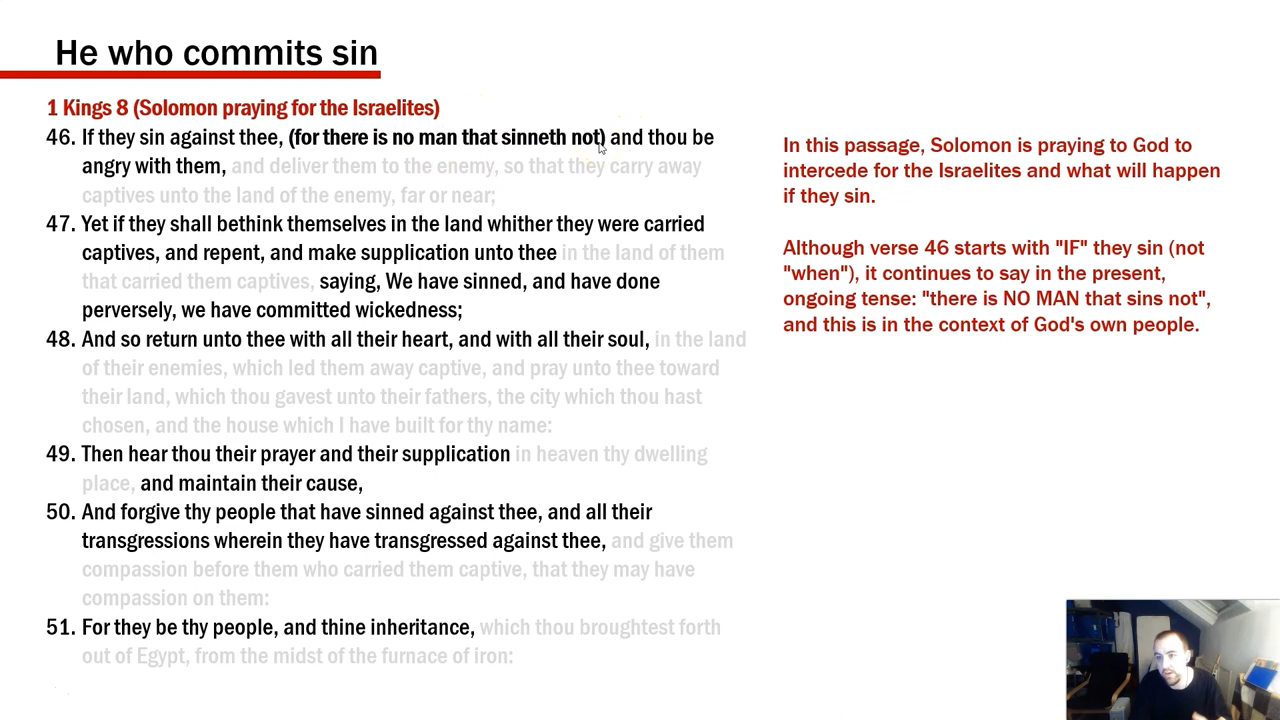 He who commits sin
1 Kings 8 (Solomon praying for the Israelites)
46. If they sin against thee, (for there is no man that sinneth not) and thou be
angry with them, and deliver them to the enemy, so that they carry away
captives unto the land of the enemy, far or near;
47. Yet if they shall bethink themselves in the land whither they were carried
captives, and repent, and make supplication unto thee in the land of them
that carried them captives, saying, We have sinned, and have done
perversely, we have committed wickedness;
48. And so return unto thee with all their heart, and with all their soul, in the land
of their enemies, which led them away captive, and pray unto thee toward
their land, which thou gavest unto their fathers, the city which thou hast
chosen, and the house which I have built for thy name:
49. Then hear thou their prayer and their supplication in heaven thy dwelling
place, and maintain their cause,
50. And forgive thy people that have sinned against thee, and all their
transgressions wherein they have transgressed against thee, and give them
compassion before them who carried them captive, that they may have
compassion on them:
51. For they be thy people, and thine inheritance, which thou broughtest forth
out of Egypt, from the midst of the furnace of iron:
In this passage, Solomon is praying to God to
intercede for the Israelites and what will happen
if they sin.
Although verse 46 starts with "IF" they sin (not
"when"), it continues to say in the present,
ongoing tense: "there is NO MAN that sins not",
and this is in the context of God's own people.